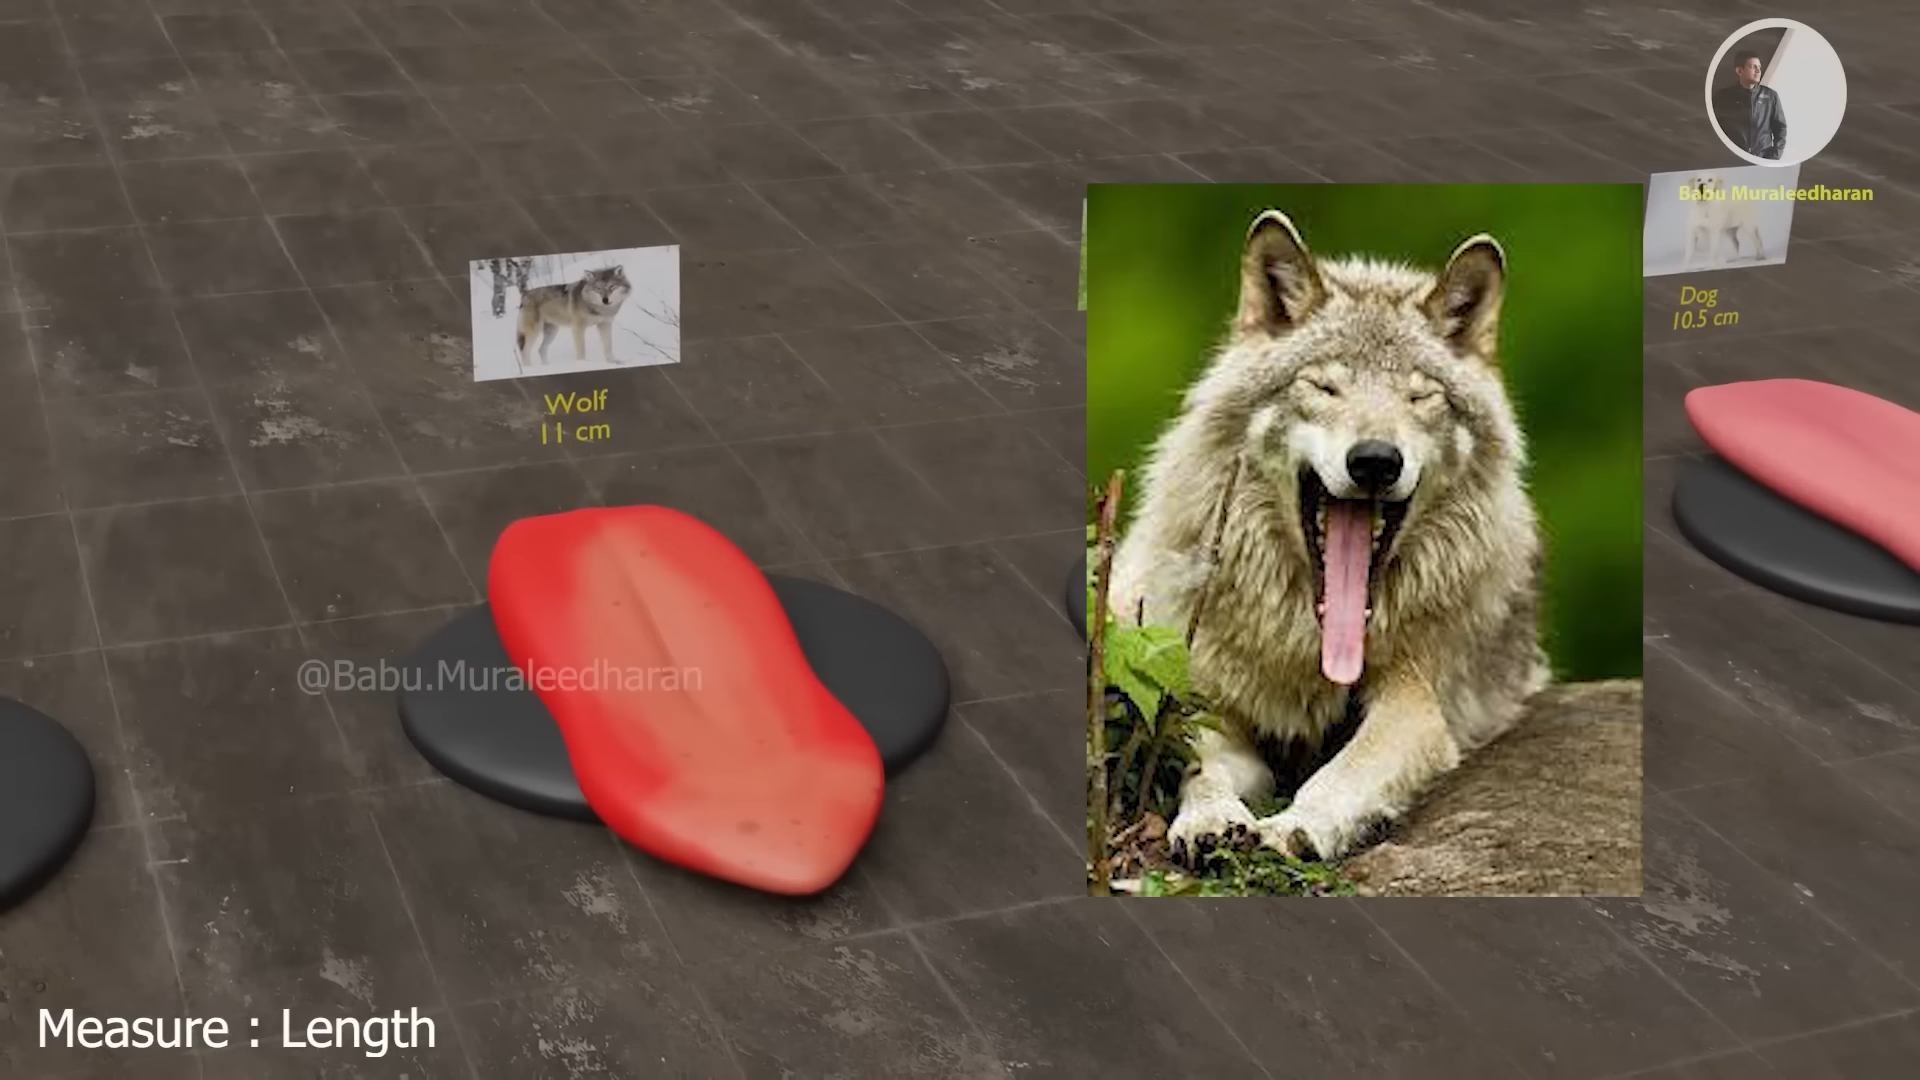 Babu Muraleedharan
Dog
10.5 cm
Wolf
11 cm
@Babu.Muraleedharan
Measure : Length